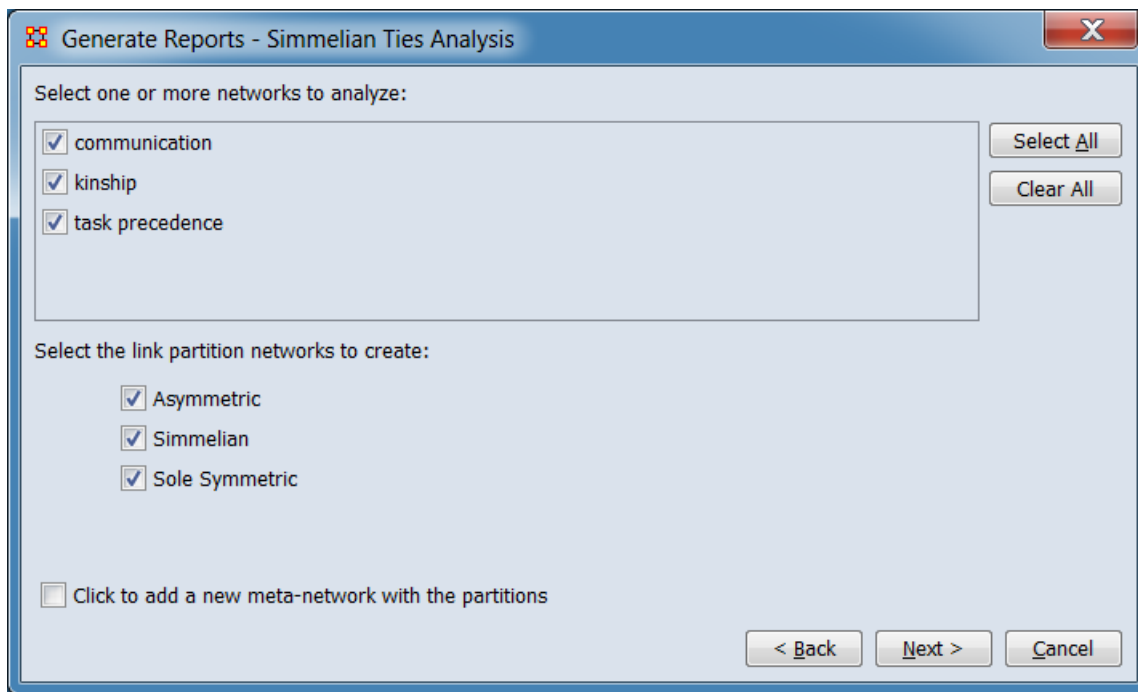 Generate Reports - Simmelian Ties Analysis
X
Select one or more networks to analyze:
communication
Select All
kinship
Clear All
task precedence
Select the link partition networks to create:
Asymmetric
Simmelian
Sole Symmetric
Click to add a new meta-network with the partitions
< Back
Next >
Cancel